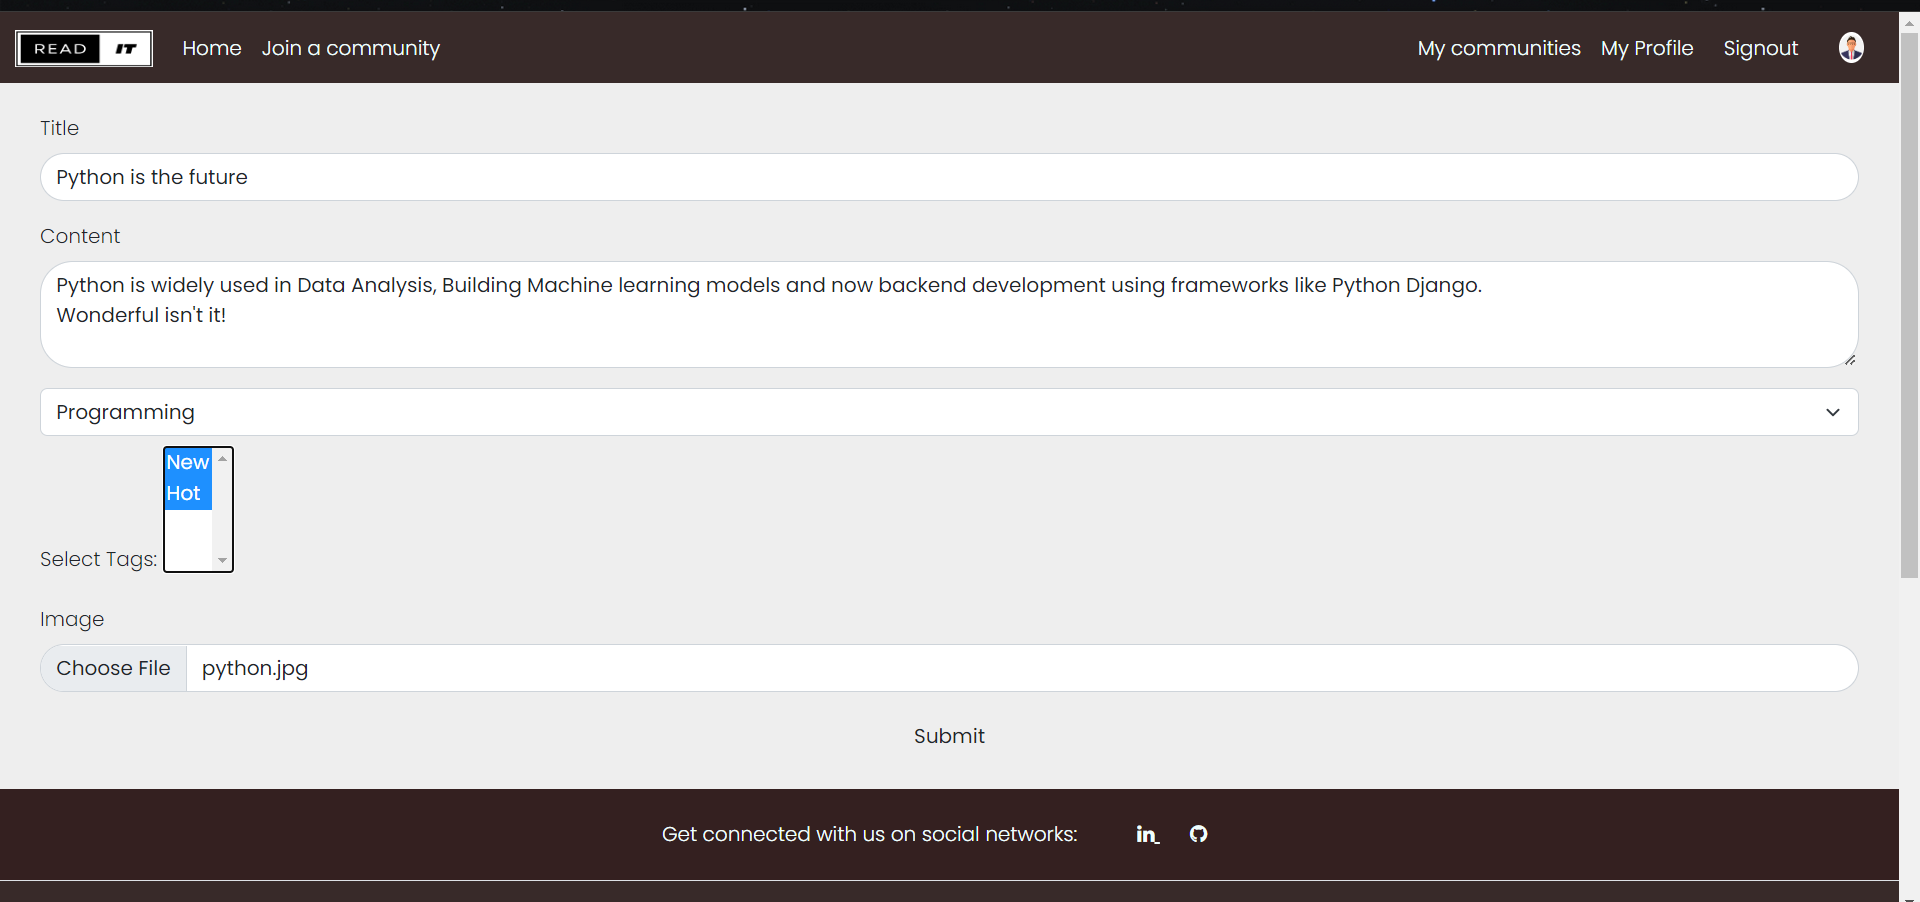 READ IT Home Join a community My communities My Profile Signout
Title
Python is the future
Content
Python is widely used in Data Analysis, Building Machine learning models and now backend development using frameworks like Python Django.
Wonderful isn't it!
Programming
New
Hot
Select Tags:
Image
Choose File python.jpg
Submit
Get connected with us on social networks: in